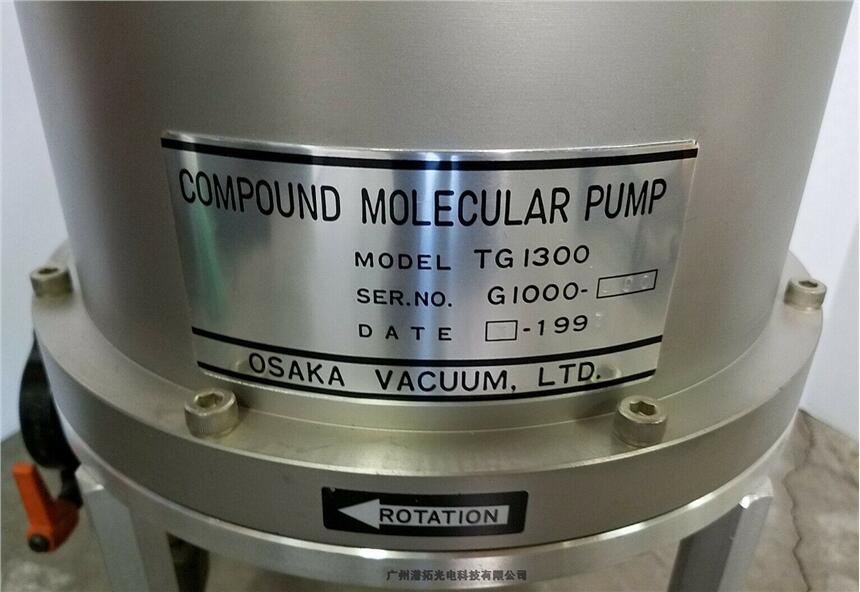 COMPOUND MOLECULAR PUMP
MODEL TG1300
SER.NO. G1000-
DATE □-199
OSAKA VACUUM, LTD.
ROTATION
广州潜拓光电科技有限公司